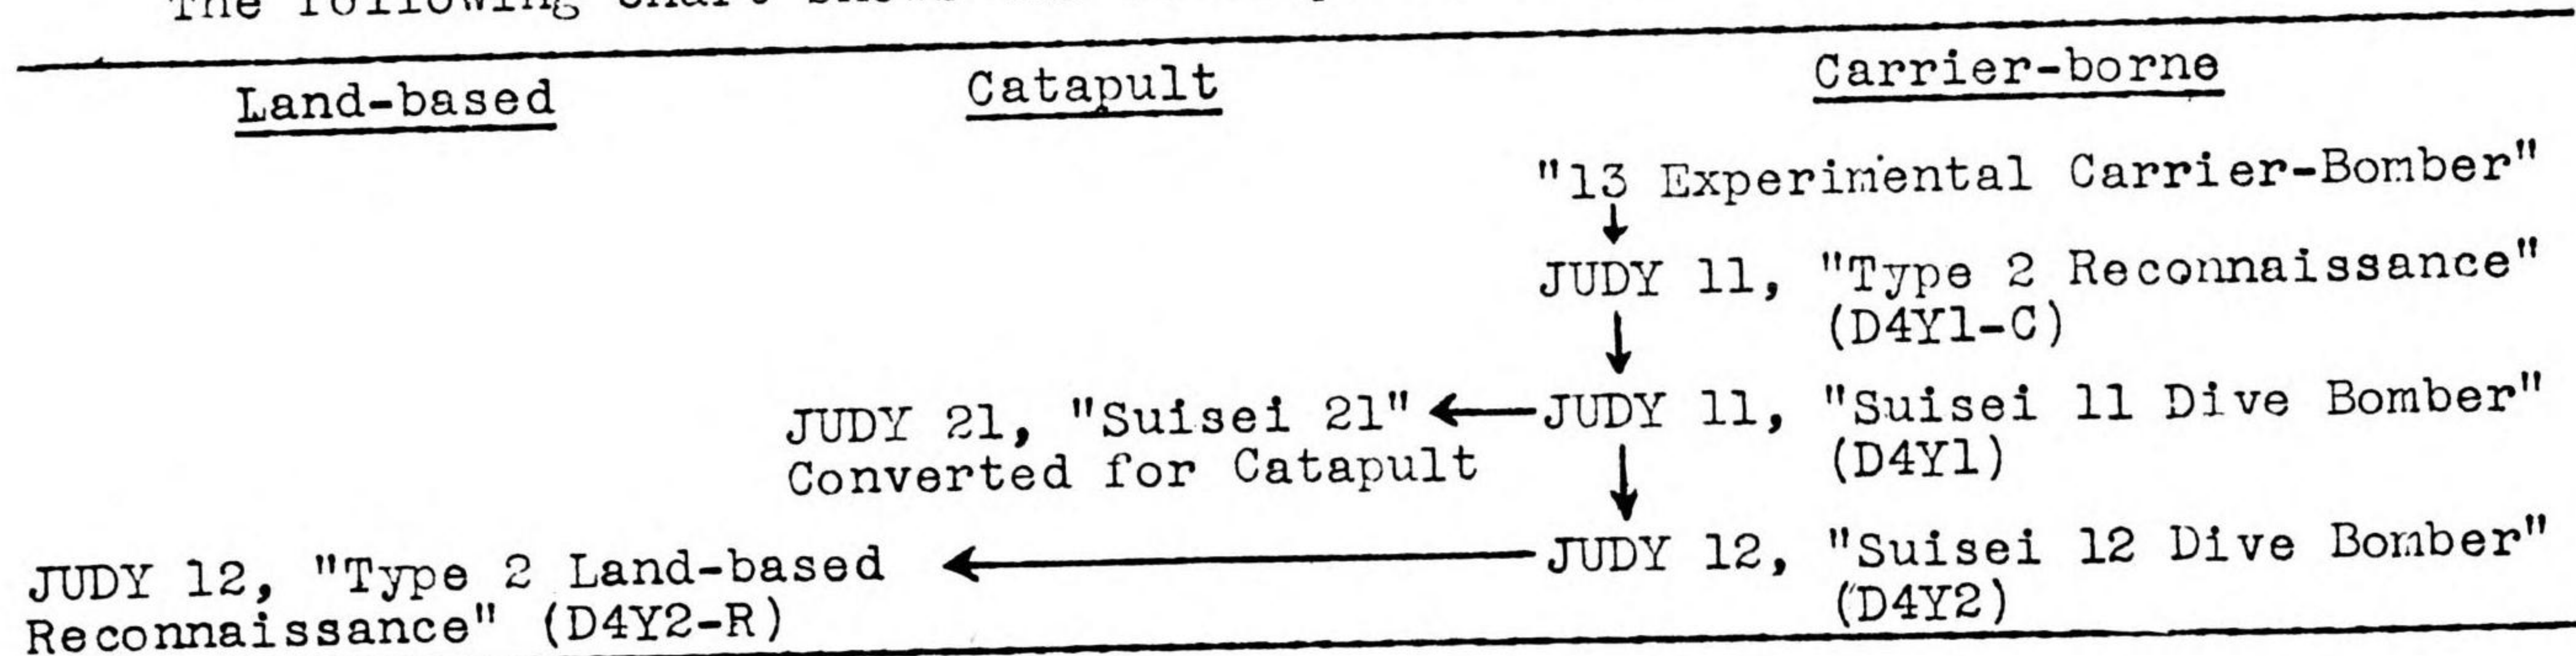 The following
Land-based Catapult Carrier-borne
"13 Experimental Carrier-Bomber"
JUDY 11, "Type 2 Reconnaissance"
(D4Y1-C)
JUDY 21, "Suisei 21" JUDY 11, "Suisei 11 Dive Bomber"
Converted for Catapult (D4Y1)
JUDY 12, "Type 2 Land-based JUDY 12, "Suisei 12 Dive Bomber"
Reconnaissance" (D4Y2-R) (D4Y2)